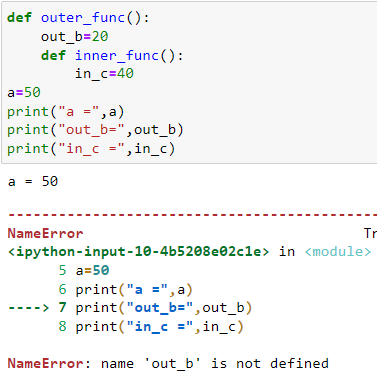 def outer_func():
    out_b=20
    def inner_func():
        in_c=40
a=50
print("a =",a)
print("out_b=",out_b)
print("in_c =",in_c)
a = 50
---------------------------------------------
NameError Tr
<ipython-input-10-4b5208e02c1e> in <module>
      5 a=50
      6 print("a =",a)
----> 7 print("out_b=",out_b)
      8 print("in_c =",in_c)
NameError: name 'out_b' is not defined